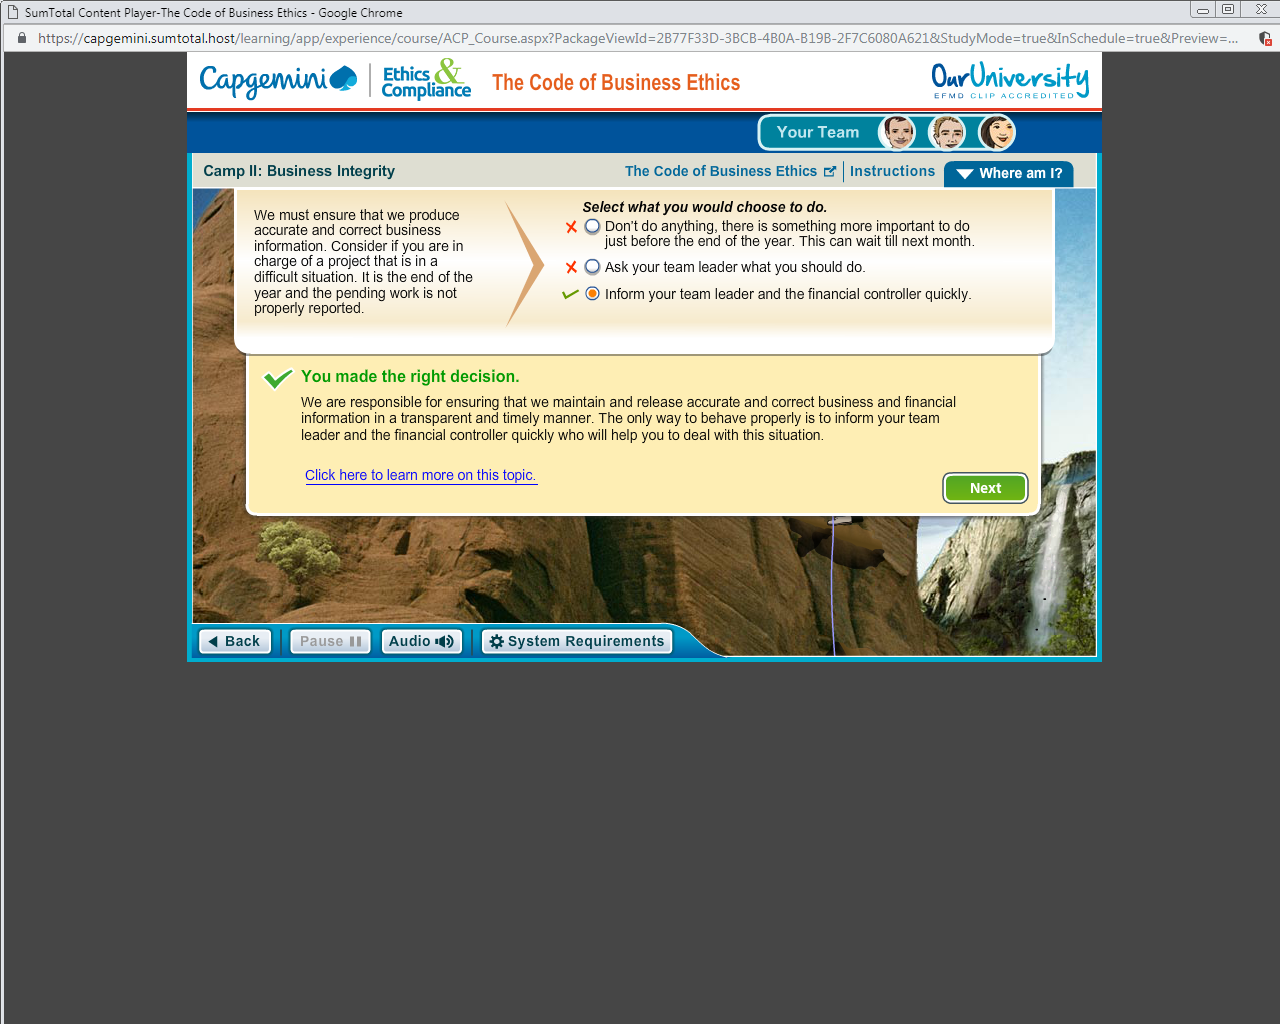 SumTotal Content Player-The Code of Business Ethics - Google Chrome
https://capgemini.sumtotal.host/learning/app/experience/course/ACP_Course.aspx?PackageViewId=2B77F33D-3BCB-4B0A-B19B-2F7C6080A621&StudyMode=true&InSchedule=true&Preview=...
Capgemini
Ethics &
Compliance
The Code of Business Ethics
OurUniversity
EFMD CLIP ACCREDITED
Your Team
Camp II: Business Integrity
The Code of Business Ethics
Instructions
Where am I?
We must ensure that we produce
accurate and correct business
information. Consider if you are in
charge of a project that is in a
difficult situation. It is the end of the
year and the pending work is not
properly reported.
Select what you would choose to do.
Don't do anything, there is something more important to do
just before the end of the year. This can wait till next month.
Ask your team leader what you should do.
Inform your team leader and the financial controller quickly.
You made the right decision.
We are responsible for ensuring that we maintain and release accurate and correct business and financial
information in a transparent and timely manner. The only way to behave properly is to inform your team
leader and the financial controller quickly who will help you to deal with this situation.
Click here to learn more on this topic.
Next
Back
Pause
Audio
System Requirements